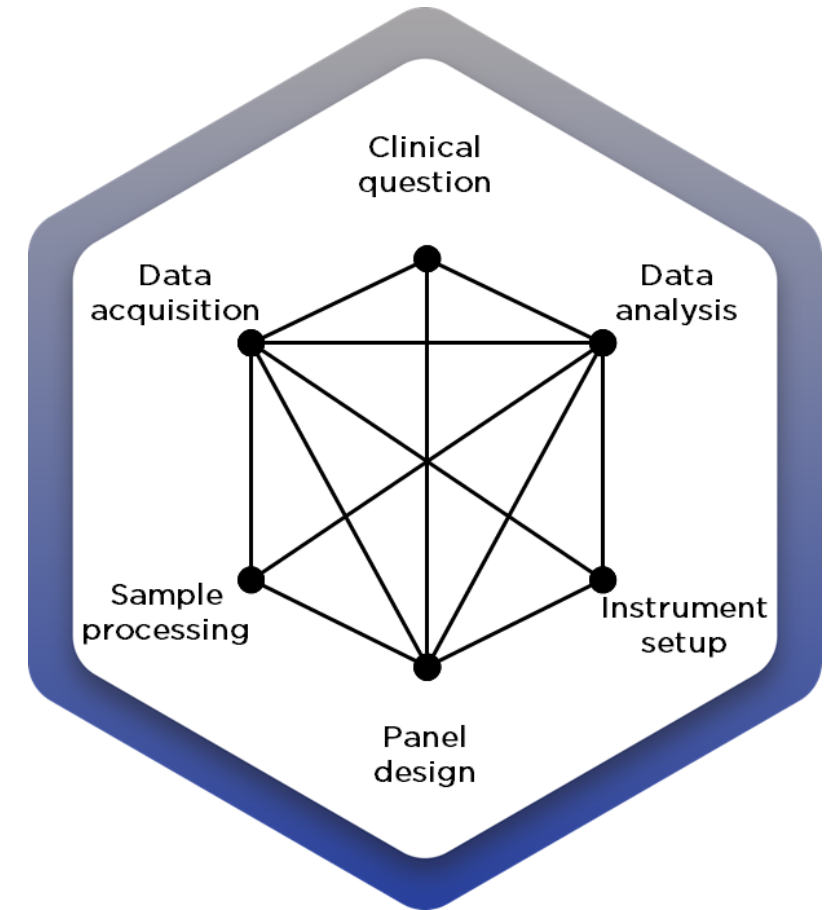 Clinical
question
Data
acquisition
Data
analysis
Sample
processing
Instrument
setup
Panel
design